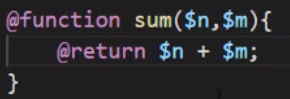 @function sum($n,$m){
    @return $n + $m;
}